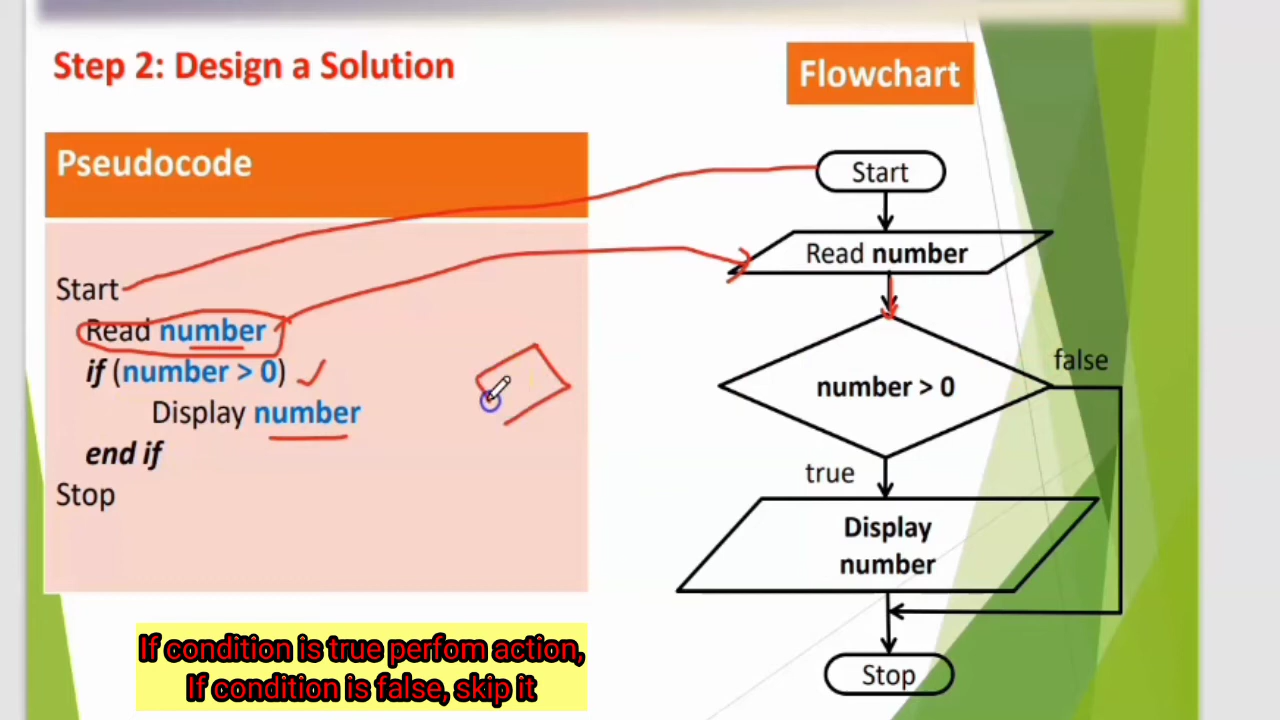 Step 2: Design a Solution
Flowchart
Pseudocode
Start
Read number
if (number > 0)
Display number
end if
Stop
Start
Read number
number > 0
false
true
Display
number
Stop
If condition is true perfom action,
If condition is false, skip it